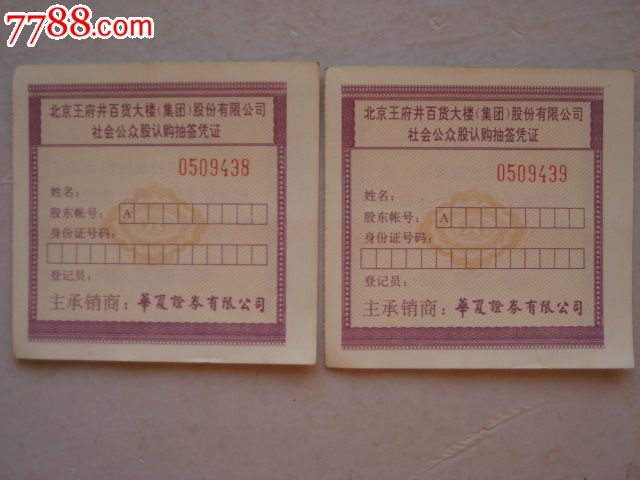 7788.com
北京王府井百货大楼(集团)股份有限公司
社会公众股认购抽签凭证
0509438
姓名:
股东帐号: A
身份证号码:
登记员:
主承销商: 華夏證券有限公司
北京王府井百货大楼(集团)股份有限公司
社会公众股认购抽签凭证
0509439
姓名:
股东帐号: A
身份证号码:
登记员:
主承销商: 華夏證券有限公司